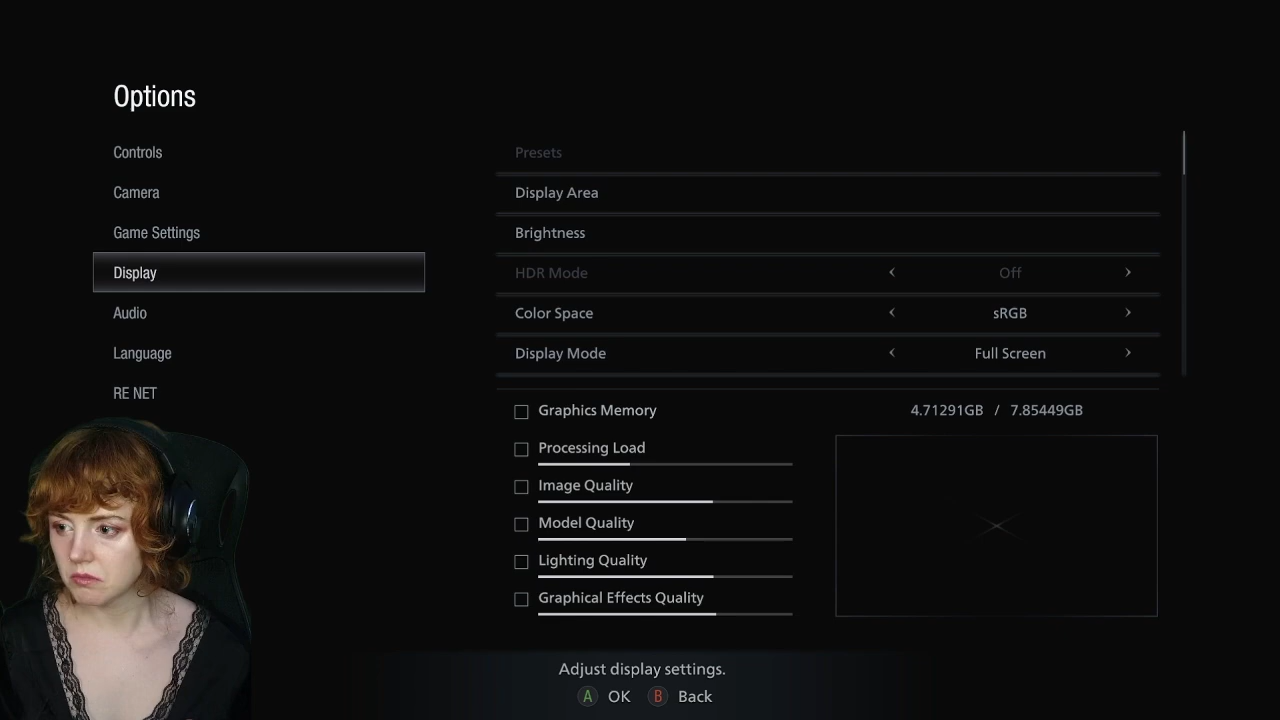 Options
Controls
Camera
Game Settings
Display
Audio
Language
RE NET
Presets
Display Area
Brightness
HDR Mode < Off >
Color Space < sRGB >
Display Mode < Full Screen >
Graphics Memory 4.71291GB / 7.85449GB
Processing Load
Image Quality
Model Quality
Lighting Quality
Graphical Effects Quality
Adjust display settings.
A OK B Back